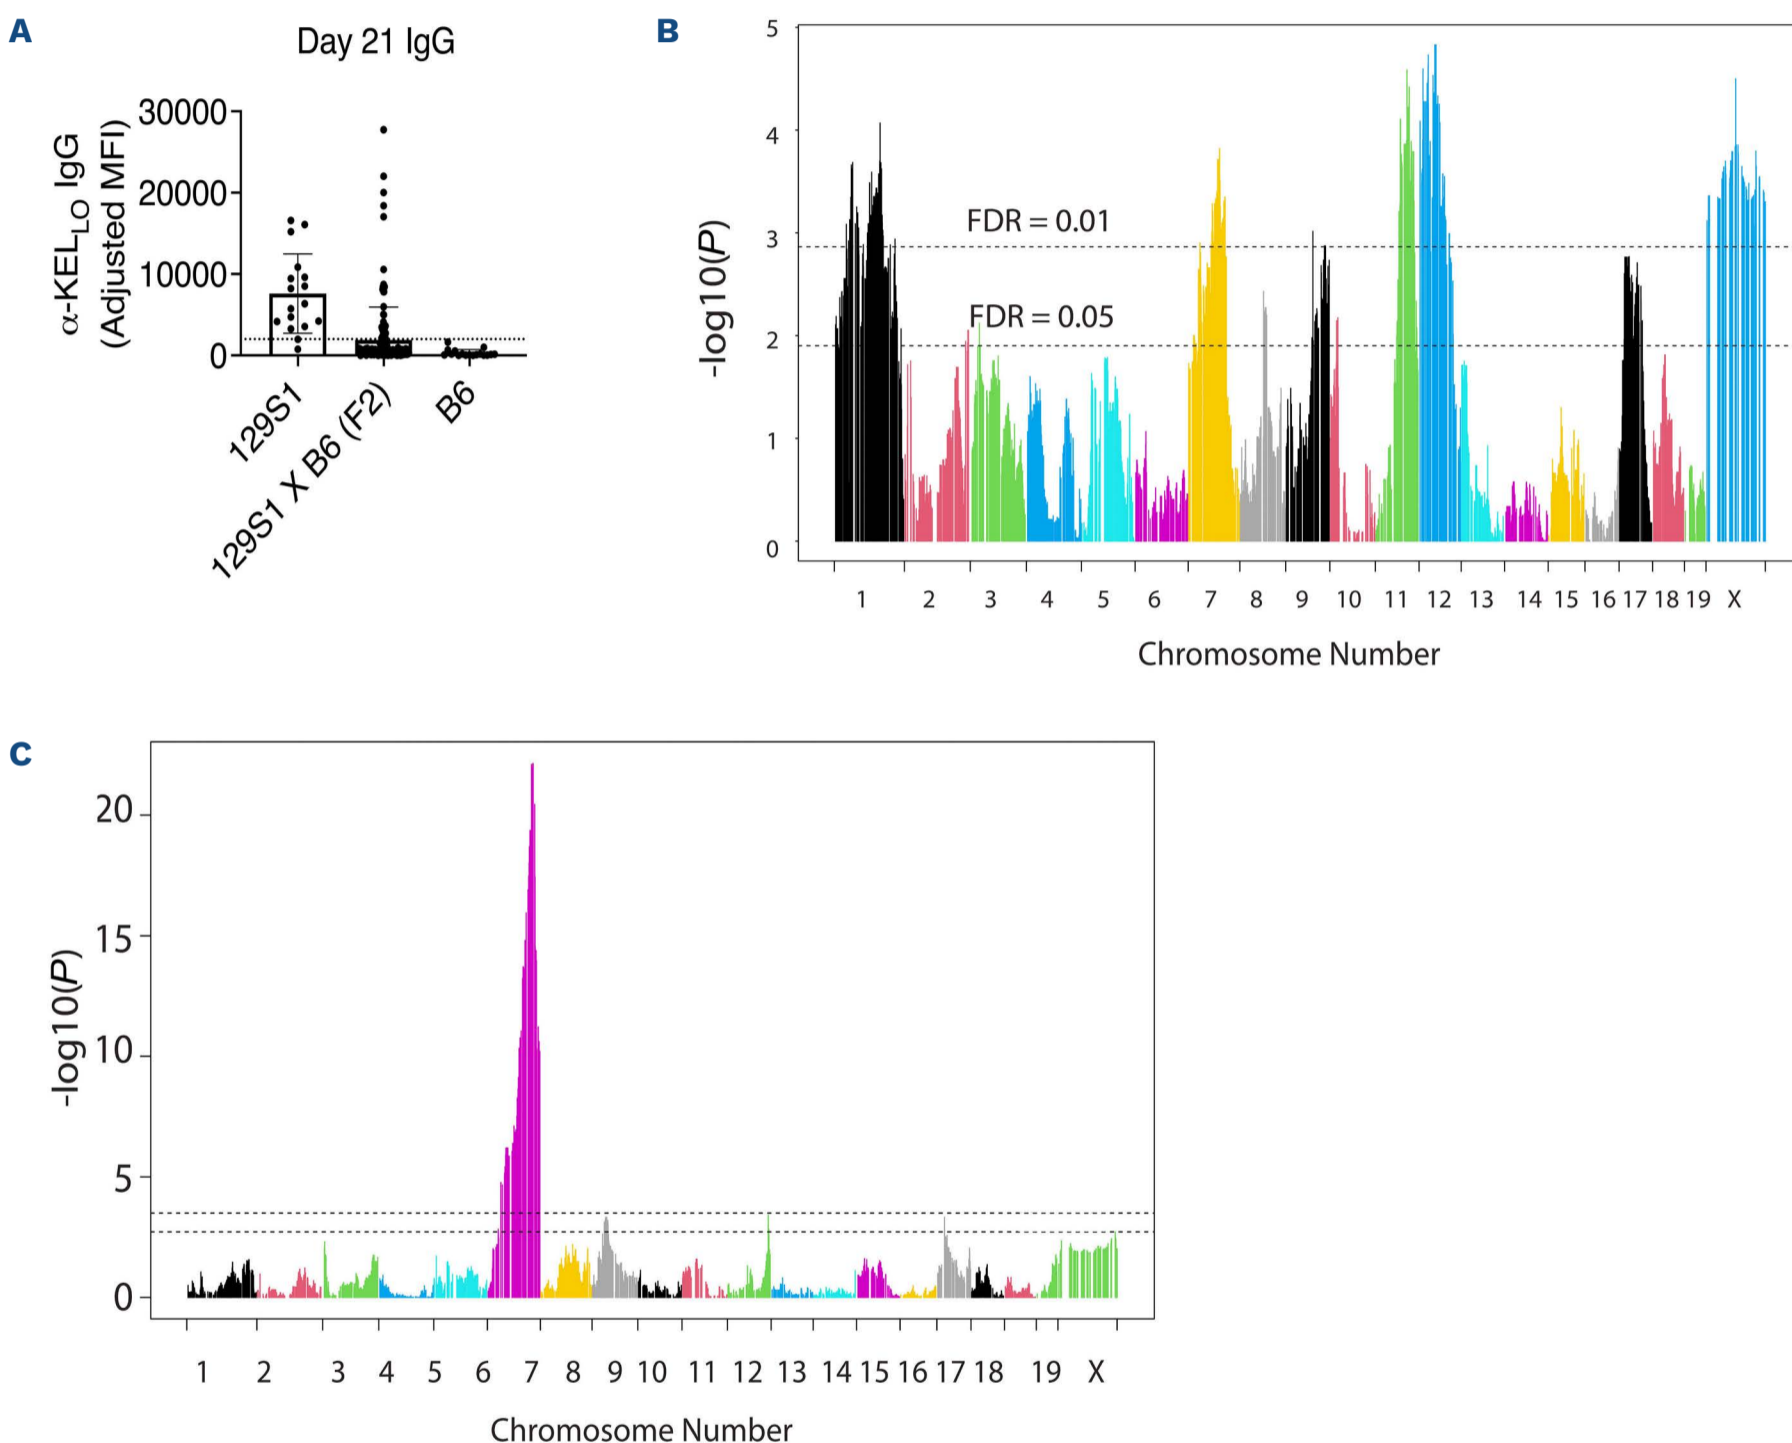 A
Day 21 IgG
α-KEL_LO IgG
(Adjusted MFI)
30000
20000
10000
0
129S1
129S1 X B6 (F2)
B6
B
-log10(P)
5
4
3
2
1
0
FDR = 0.01
FDR = 0.05
1 2 3 4 5 6 7 8 9 10 11 12 13 14 15 16 17 18 19 X
Chromosome Number
C
-log10(P)
20
15
10
5
0
1 2 3 4 5 6 7 8 9 10 11 12 13 14 15 16 17 18 19 X
Chromosome Number